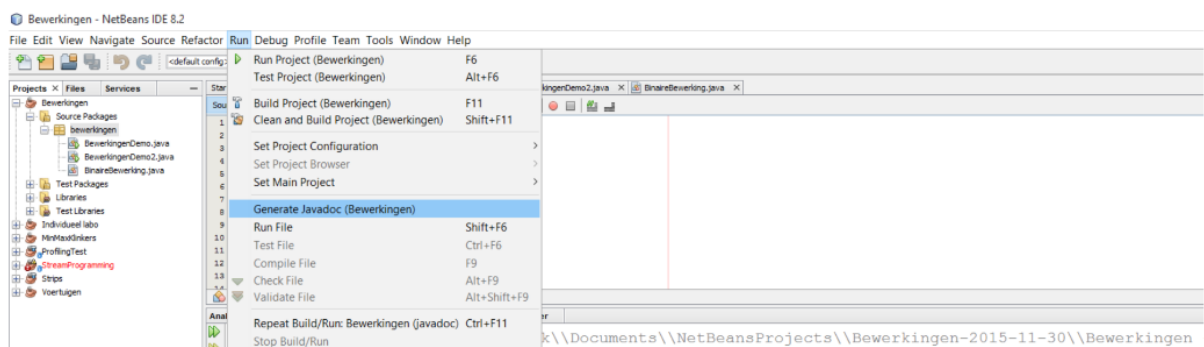 Bewerkingen - NetBeans IDE 8.2
File Edit View Navigate Source Refactor Run Debug Profile Team Tools Window Help
<default config>
Projects Files Services
Bewerkingen
Source Packages
bewerkingen
BewerkingenDemo.java
BewerkingenDemo2.java
BinaireBewerking.java
Test Packages
Libraries
Test Libraries
Individueel labo
MinMaxKlinkers
ProfilingTest
StreamProgramming
Strips
Voertuigen
Run Project (Bewerkingen) F6
Test Project (Bewerkingen) Alt+F6
Build Project (Bewerkingen) F11
Clean and Build Project (Bewerkingen) Shift+F11
Set Project Configuration
Set Project Browser
Set Main Project
Generate Javadoc (Bewerkingen)
Run File Shift+F6
Test File Ctrl+F6
Compile File F9
Check File Alt+F9
Validate File Alt+Shift+F9
Repeat Build/Run: Bewerkingen (javadoc) Ctrl+F11
Stop Build/Run
Star
kingenDemo2.java BinaireBewerking.java
Sou
1
2
3
4
5
6
7
8
9
10
11
12
13
Anal
er
k\\Documents\\NetBeansProjects\\Bewerkingen-2015-11-30\\Bewerkingen